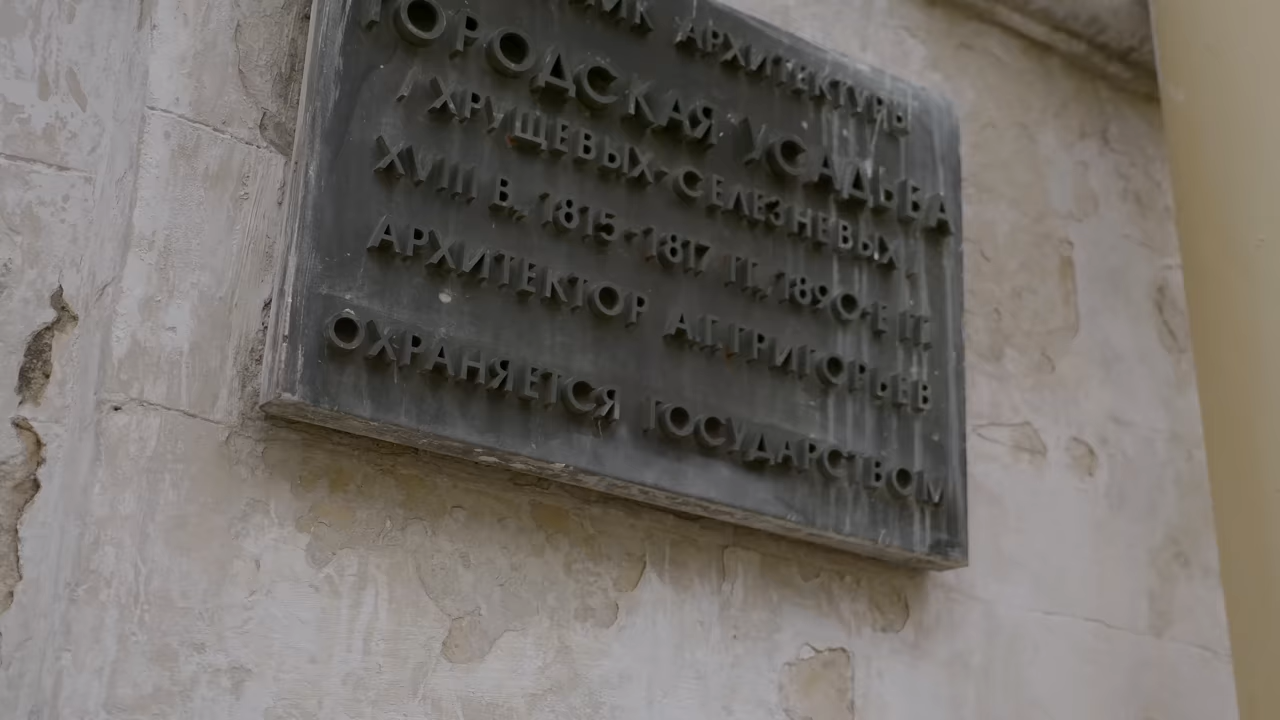 АРХИТЕКТУРЫ
ГОРОДСКАЯ УСАДЬБА
ХРУЩЕВЫХ-СЕЛЕЗНЕВЫХ
XVIII В., 1815-1817 ГГ., 1890-Е ГГ.
АРХИТЕКТОР А.Г.ГРИГОРЬЕВ
ОХРАНЯЕТСЯ ГОСУДАРСТВОМ